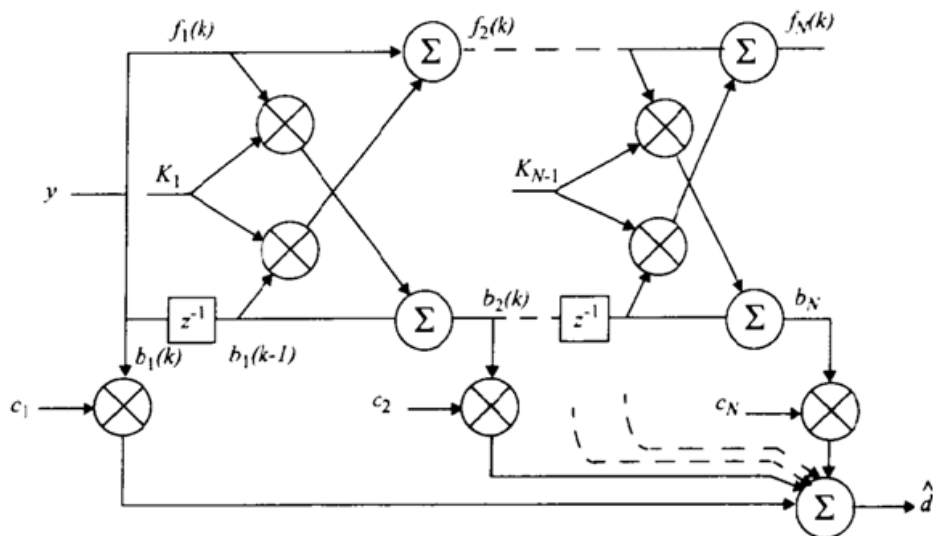 f1(k)
f2(k)
fN(k)
Σ
Σ
K1
KN-1
y
z-1
b1(k)
b1(k-1)
Σ
b2(k)
z-1
Σ
bN
c1
c2
cN
Σ
d̂